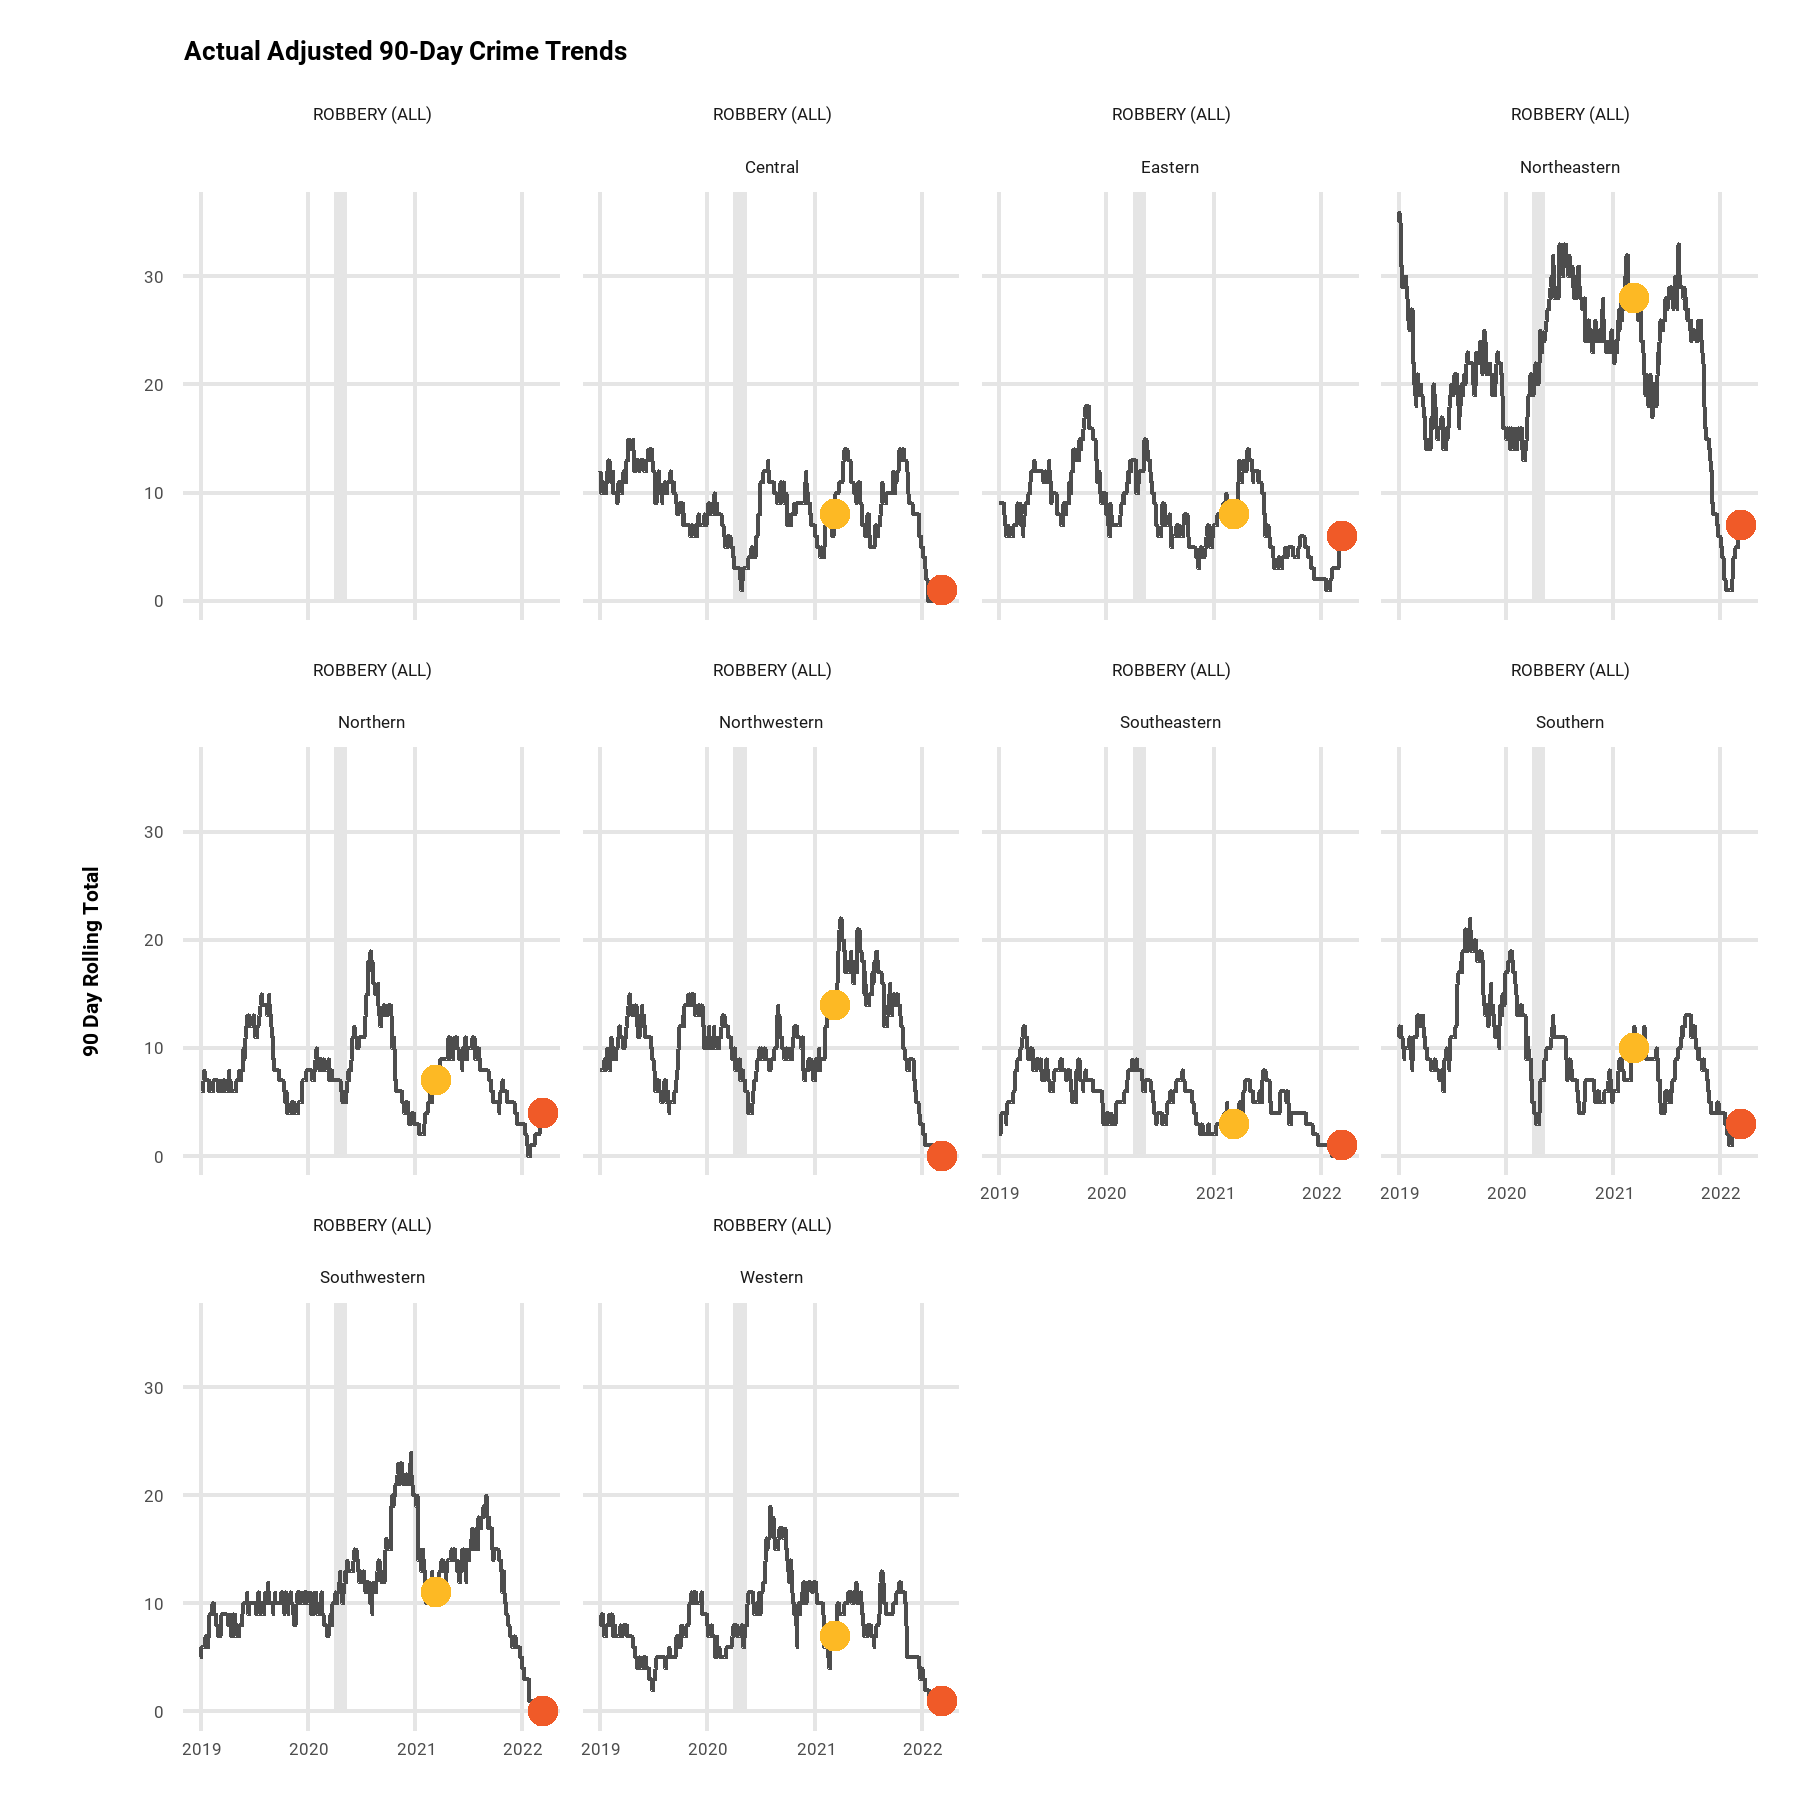 Actual Adjusted 90-Day Crime Trends
ROBBERY (ALL)
ROBBERY (ALL)
ROBBERY (ALL)
ROBBERY (ALL)
Central
Eastern
Northeastern
30
20
10
0
ROBBERY (ALL)
ROBBERY (ALL)
ROBBERY (ALL)
ROBBERY (ALL)
Northern
Northwestern
Southeastern
Southern
90 Day Rolling Total
30
20
10
0
2019 2020 2021 2022
2019 2020 2021 2022
ROBBERY (ALL)
ROBBERY (ALL)
Southwestern
Western
30
20
10
0
2019 2020 2021 2022
2019 2020 2021 2022